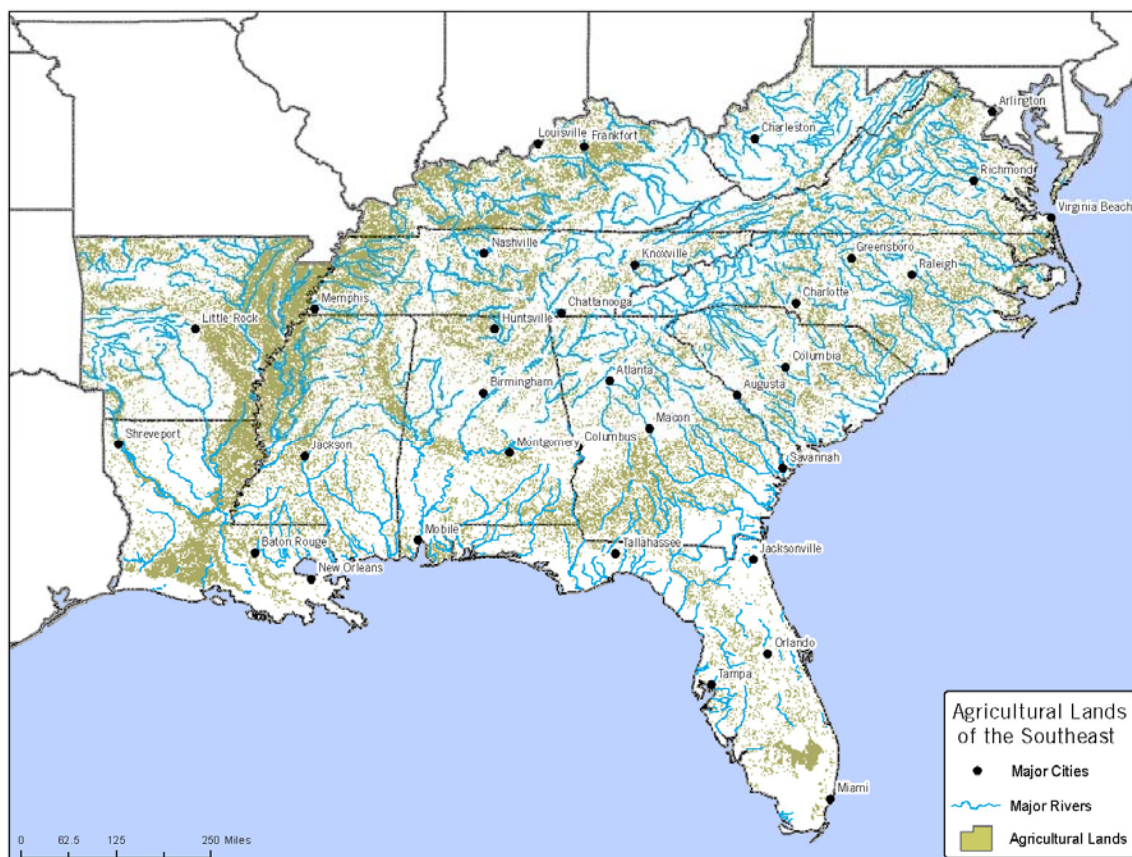 Arlington
Louisville
Frankfort
Charleston
Richmond
Virginia Beach
Nashville
Knoxville
Greensboro
Raleigh
Memphis
Chattanooga
Charlotte
Little Rock
Huntsville
Columbia
Atlanta
Birmingham
Augusta
Macon
Shreveport
Jackson
Montgomery
Columbus
Savannah
Mobile
Tallahassee
Baton Rouge
Jacksonville
New Orleans
Orlando
Tampa
Miami
Agricultural Lands
of the Southeast
Major Cities
Major Rivers
Agricultural Lands
0 62.5 125 250 Miles